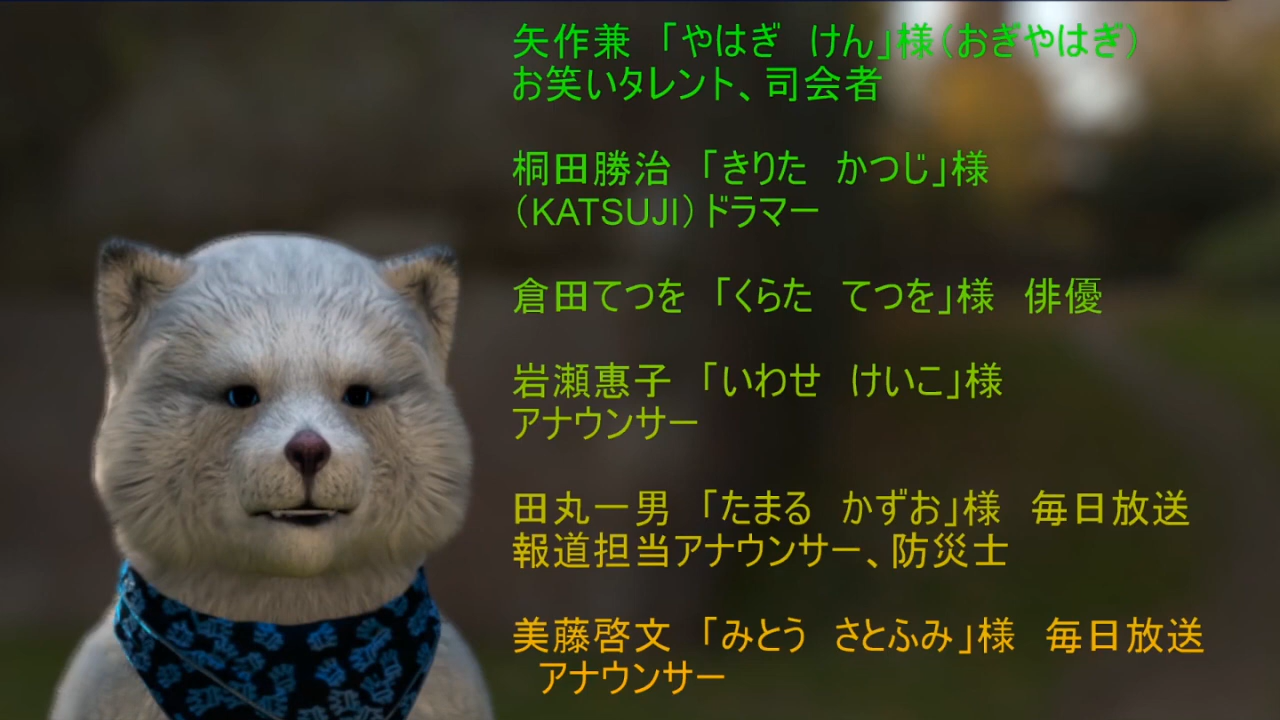 矢作兼　「やはぎ　けん」様（おぎやはぎ）
お笑いタレント、司会者
桐田勝治　「きりた　かつじ」様
（KATSUJI）ドラマー
倉田てつを　「くらた　てつを」様　俳優
岩瀬惠子　「いわせ　けいこ」様
アナウンサー
田丸一男　「たまる　かずお」様　毎日放送
報道担当アナウンサー、防災士
美藤啓文　「みとう　さとふみ」様　毎日放送
アナウンサー